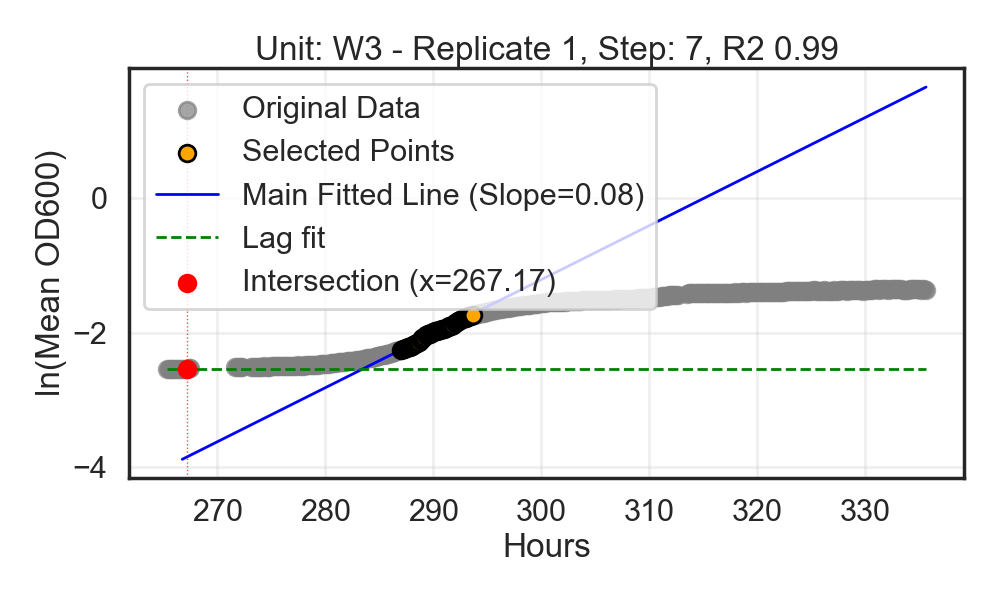 Unit: W3 - Replicate 1, Step: 7, R2 0.99
Original Data
Selected Points
Main Fitted Line (Slope=0.08)
Lag fit
Intersection (x=267.17)
ln(Mean OD600)
0
−2
−4
270 280 290 300 310 320 330
Hours